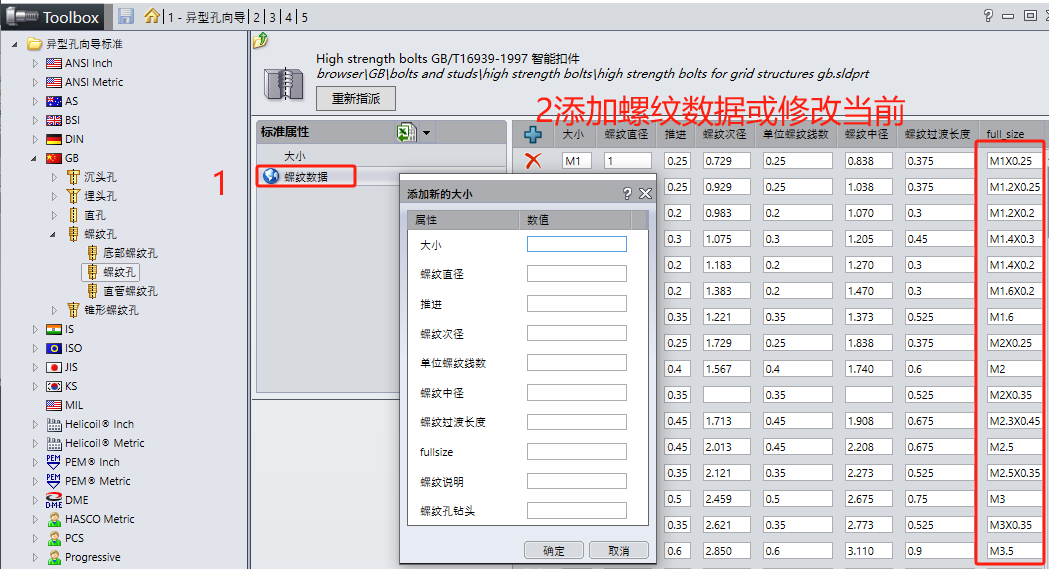 Toolbox 1 - 异型孔向导 2 3 4 5
异型孔向导标准
ANSI Inch
ANSI Metric
AS
BSI
DIN
GB
沉头孔
埋头孔
直孔
螺纹孔
底部螺纹孔
螺纹孔
直管螺纹孔
锥形螺纹孔
IS
ISO
JIS
KS
MIL
Helicoil® Inch
Helicoil® Metric
PEM® Inch
PEM® Metric
DME
HASCO Metric
PCS
Progressive
1
High strength bolts GB/T16939-1997 智能扣件
browser\GB\bolts and studs\high strength bolts\high strength bolts for grid structures gb.sldprt
重新指派
2添加螺纹数据或修改当前
标准属性
大小
螺纹数据
大小 螺纹直径 推进 螺纹次径 单位螺纹线数 螺纹中径 螺纹过渡长度 full_size
M1 1 0.25 0.729 0.25 0.838 0.375 M1X0.25
0.25 0.929 0.25 1.038 0.375 M1.2X0.25
0.2 0.983 0.2 1.070 0.3 M1.2X0.2
0.3 1.075 0.3 1.205 0.45 M1.4X0.3
0.2 1.183 0.2 1.270 0.3 M1.4X0.2
0.2 1.383 0.2 1.470 0.3 M1.6X0.2
0.35 1.221 0.35 1.373 0.525 M1.6
0.25 1.729 0.25 1.838 0.375 M2X0.25
0.4 1.567 0.4 1.740 0.6 M2
0.35 0.35 0.525 M2X0.35
0.45 1.713 0.45 1.908 0.675 M2.3X0.45
0.45 2.013 0.45 2.208 0.675 M2.5
0.35 2.121 0.35 2.273 0.525 M2.5X0.35
0.5 2.459 0.5 2.675 0.75 M3
0.35 2.621 0.35 2.773 0.525 M3X0.35
0.6 2.850 0.6 3.110 0.9 M3.5
添加新的大小
属性 数值
大小
螺纹直径
推进
螺纹次径
单位螺纹线数
螺纹中径
螺纹过渡长度
fullsize
螺纹说明
螺纹孔钻头
确定 取消